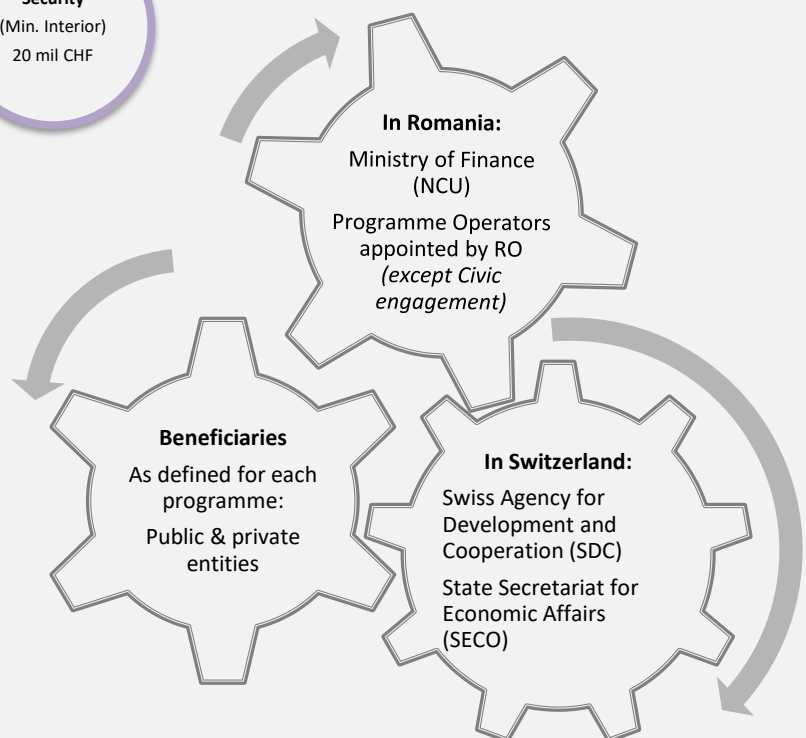 Security
(Min. Interior)
20 mil CHF
In Romania:
Ministry of Finance
(NCU)
Programme Operators
appointed by RO
(except Civic
engagement)
Beneficiaries
As defined for each
programme:
Public & private
entities
In Switzerland:
Swiss Agency for
Development and
Cooperation (SDC)
State Secretariat for
Economic Affairs
(SECO)